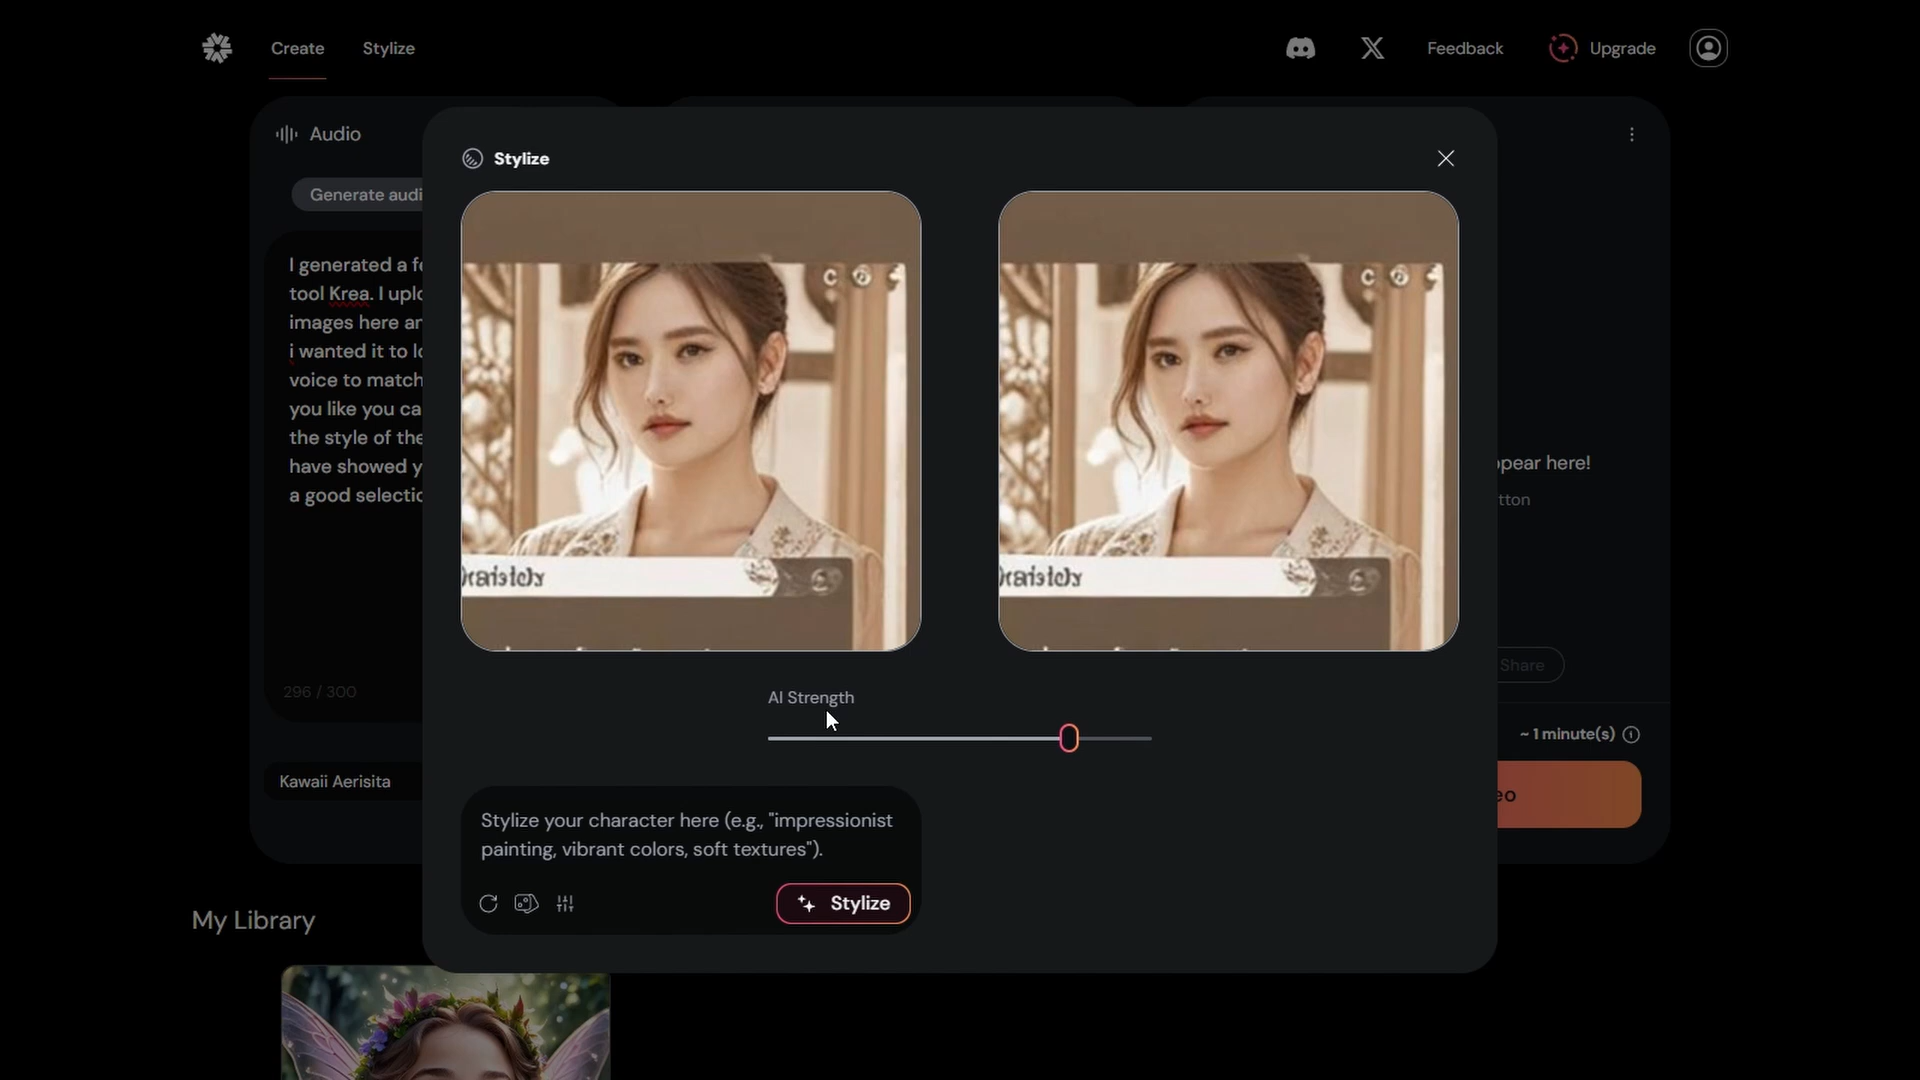 Create
Stylize
Feedback
Upgrade
Audio
Stylize
Generate audi
I generated a f
tool Krea. I uplo
images here an
i wanted it to lo
voice to match
you like you ca
the style of the
have showed y
a good selectio
296 / 300
ppear here!
tton
Share
AI Strength
~ 1 minute(s)
Kawaii Aerisita
eo
Stylize your character here (e.g., "impressionist
painting, vibrant colors, soft textures").
Stylize
My Library